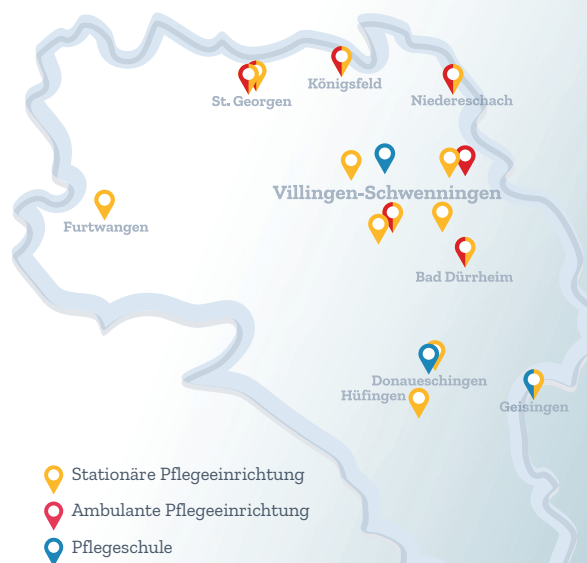 Königsfeld
St. Georgen
Niedereschach
Villingen-Schwenningen
Furtwangen
Bad Dürrheim
Donaueschingen
Hüfingen
Geisingen
Stationäre Pflegeeinrichtung
Ambulante Pflegeeinrichtung
Pflegeschule